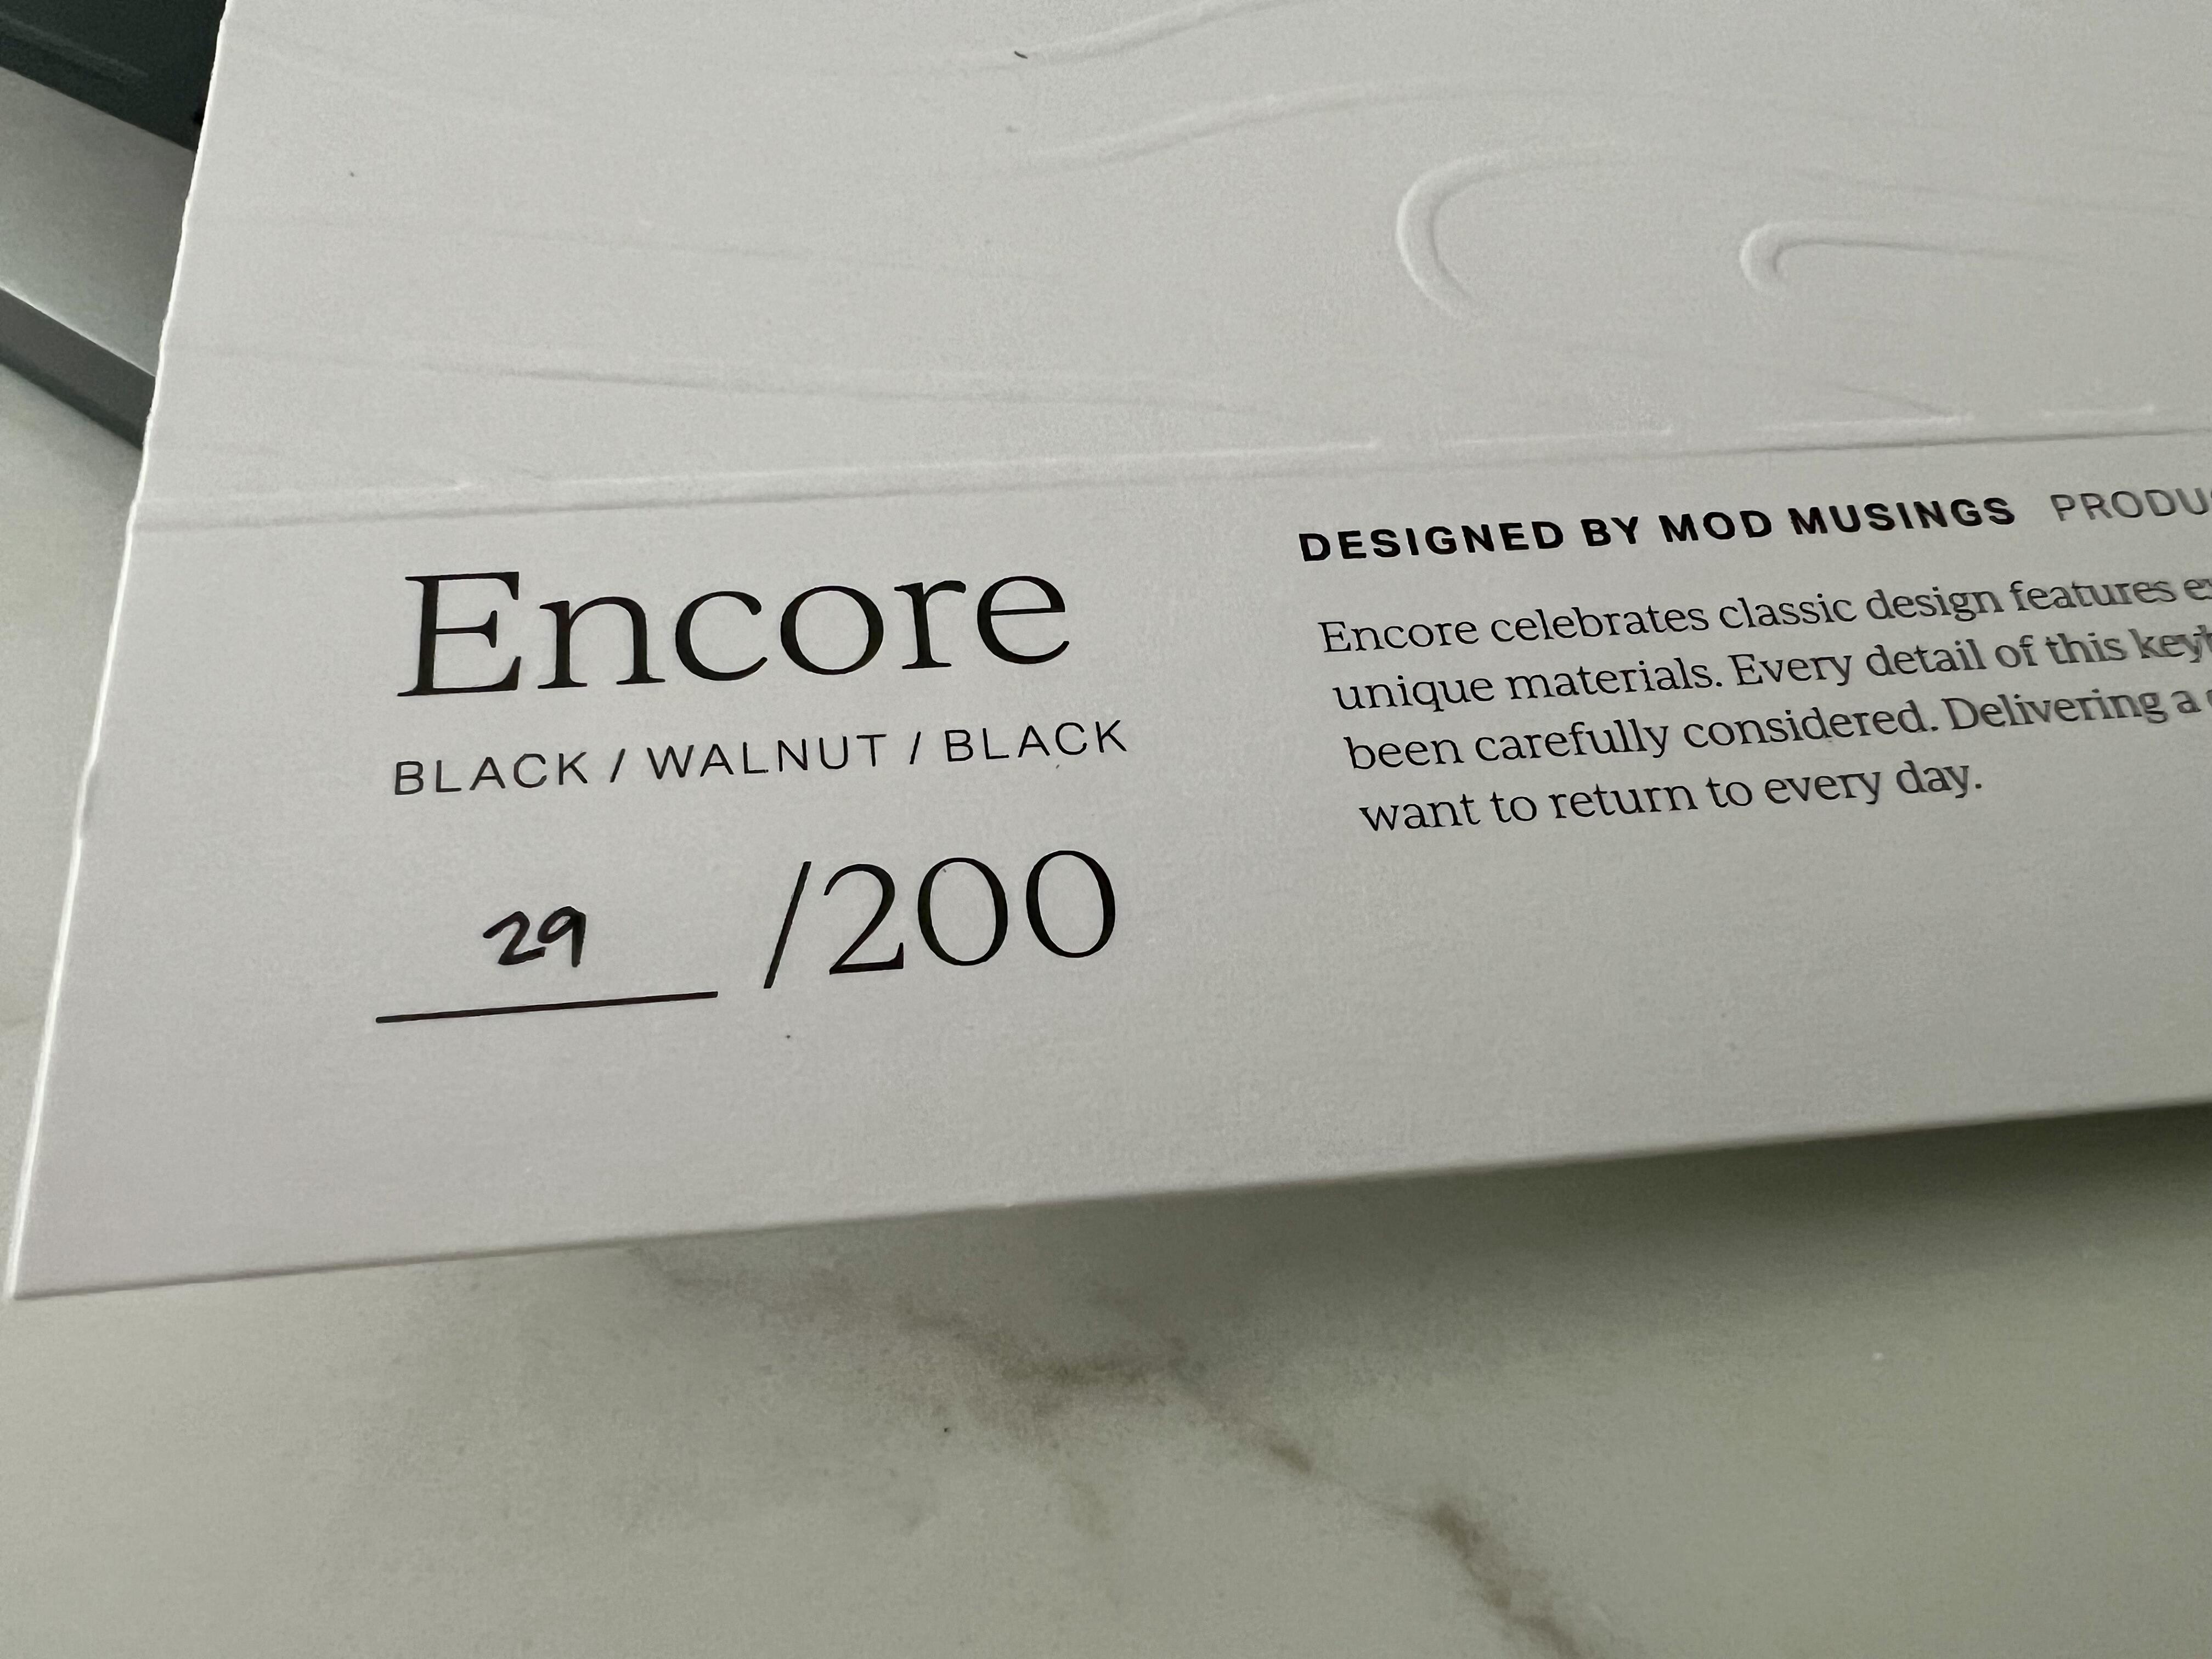 Encore
BLACK / WALNUT / BLACK
29 /200
DESIGNED BY MOD MUSINGS
Encore celebrates classic design features
unique materials. Every detail of this
been carefully considered. Delivering a
want to return to every day.